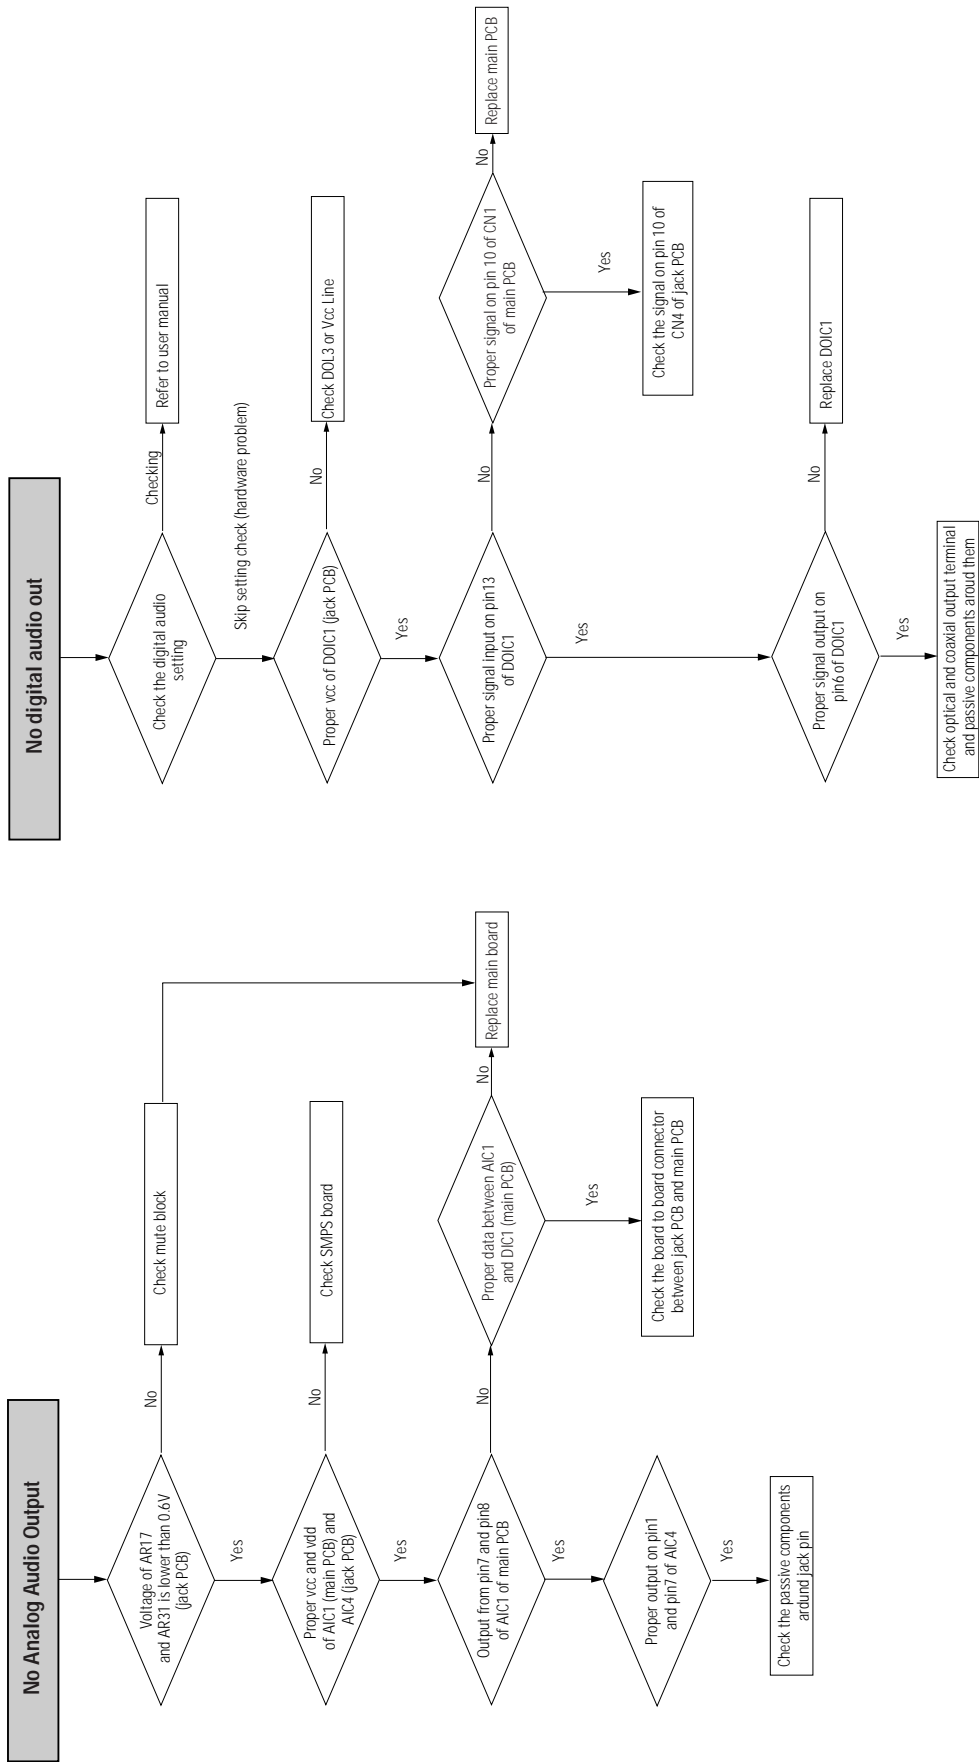 No Analog Audio Output
Voltage of AR17
and AR31 is lower than 0.6V
(jack PCB)
No
Check mute block
Yes
Proper vcc and vdd
of AIC1 (main PCB) and
AIC4 (jack PCB)
No
Check SMPS board
Yes
Output from pin7 and pin8
of AIC1 of main PCB
No
Proper data between AIC1
and DIC1 (main PCB)
No
Replace main board
Yes
Check the board to board connector
between jack PCB and main PCB
Yes
Proper output on pin1
and pin7 of AIC4
Yes
Check the passive components
ardund jack pin
No digital audio out
Check the digital audio
setting
Checking
Refer to user manual
Skip setting check (hardware problem)
Proper vcc of DOIC1 (jack PCB)
No
Check DOL3 or Vcc Line
Yes
Proper signal input on pin13
of DOIC1
No
Proper signal on pin 10 of CN1
of main PCB
No
Replace main PCB
Yes
Check the signal on pin 10 of
CN4 of jack PCB
Yes
Proper signal output on
pin6 of DOIC1
No
Replace DOIC1
Yes
Check optical and coaxial output terminal
and passive components aroud them